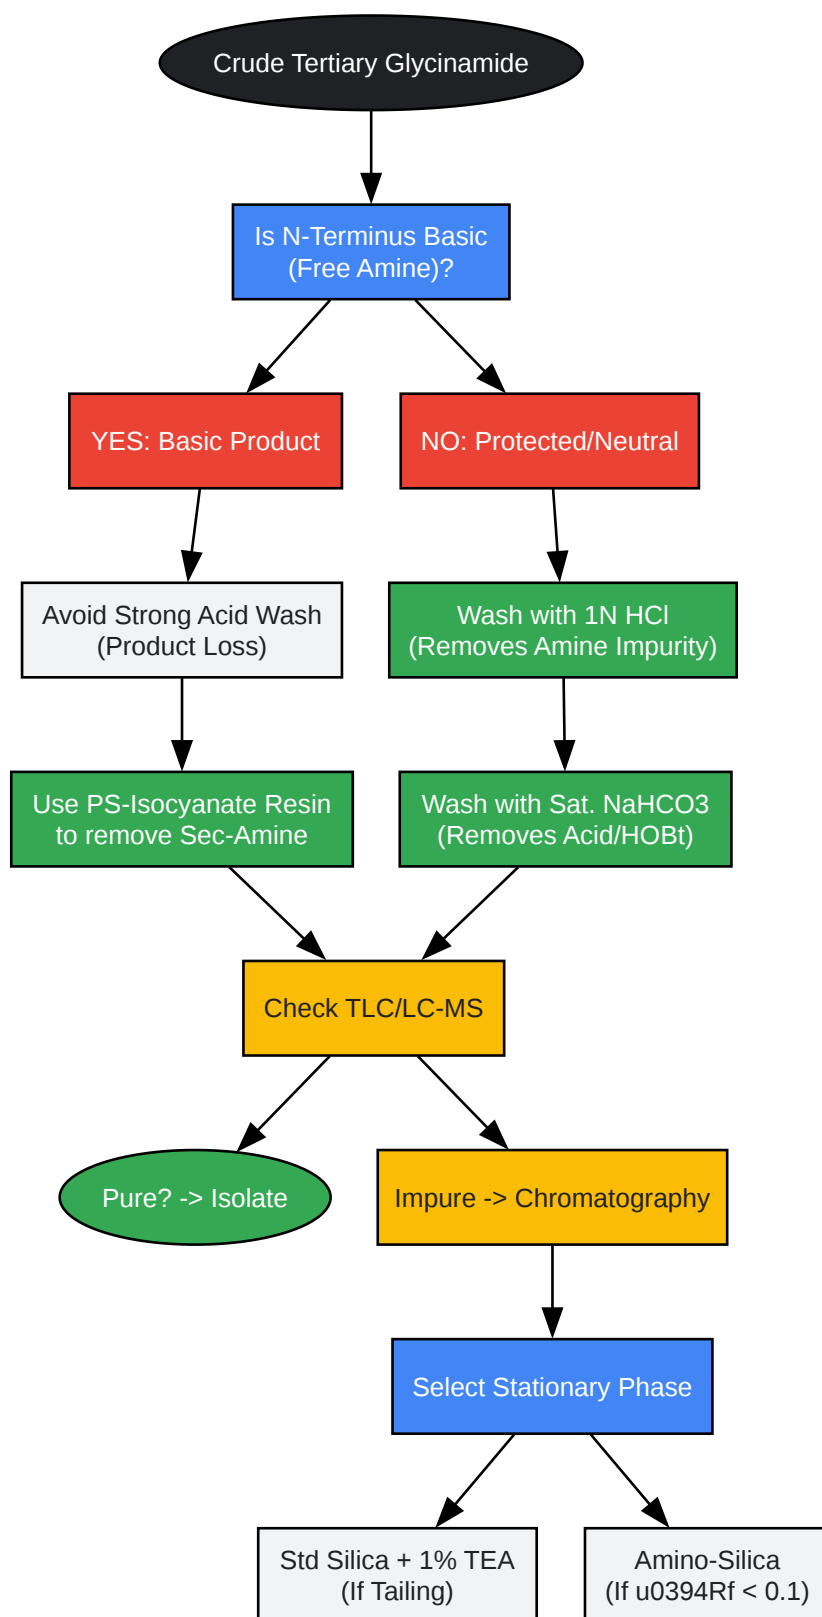 Crude Tertiary Glycinamide
Is N-Terminus Basic
(Free Amine)?
YES: Basic Product
NO: Protected/Neutral
Avoid Strong Acid Wash
(Product Loss)
Wash with 1N HCl
(Removes Amine Impurity)
Use PS-Isocyanate Resin
to remove Sec-Amine
Wash with Sat. NaHCO3
(Removes Acid/HOBt)
Check TLC/LC-MS
Pure? -> Isolate
Impure -> Chromatography
Select Stationary Phase
Std Silica + 1% TEA
(If Tailing)
Amino-Silica
(If u0394Rf < 0.1)